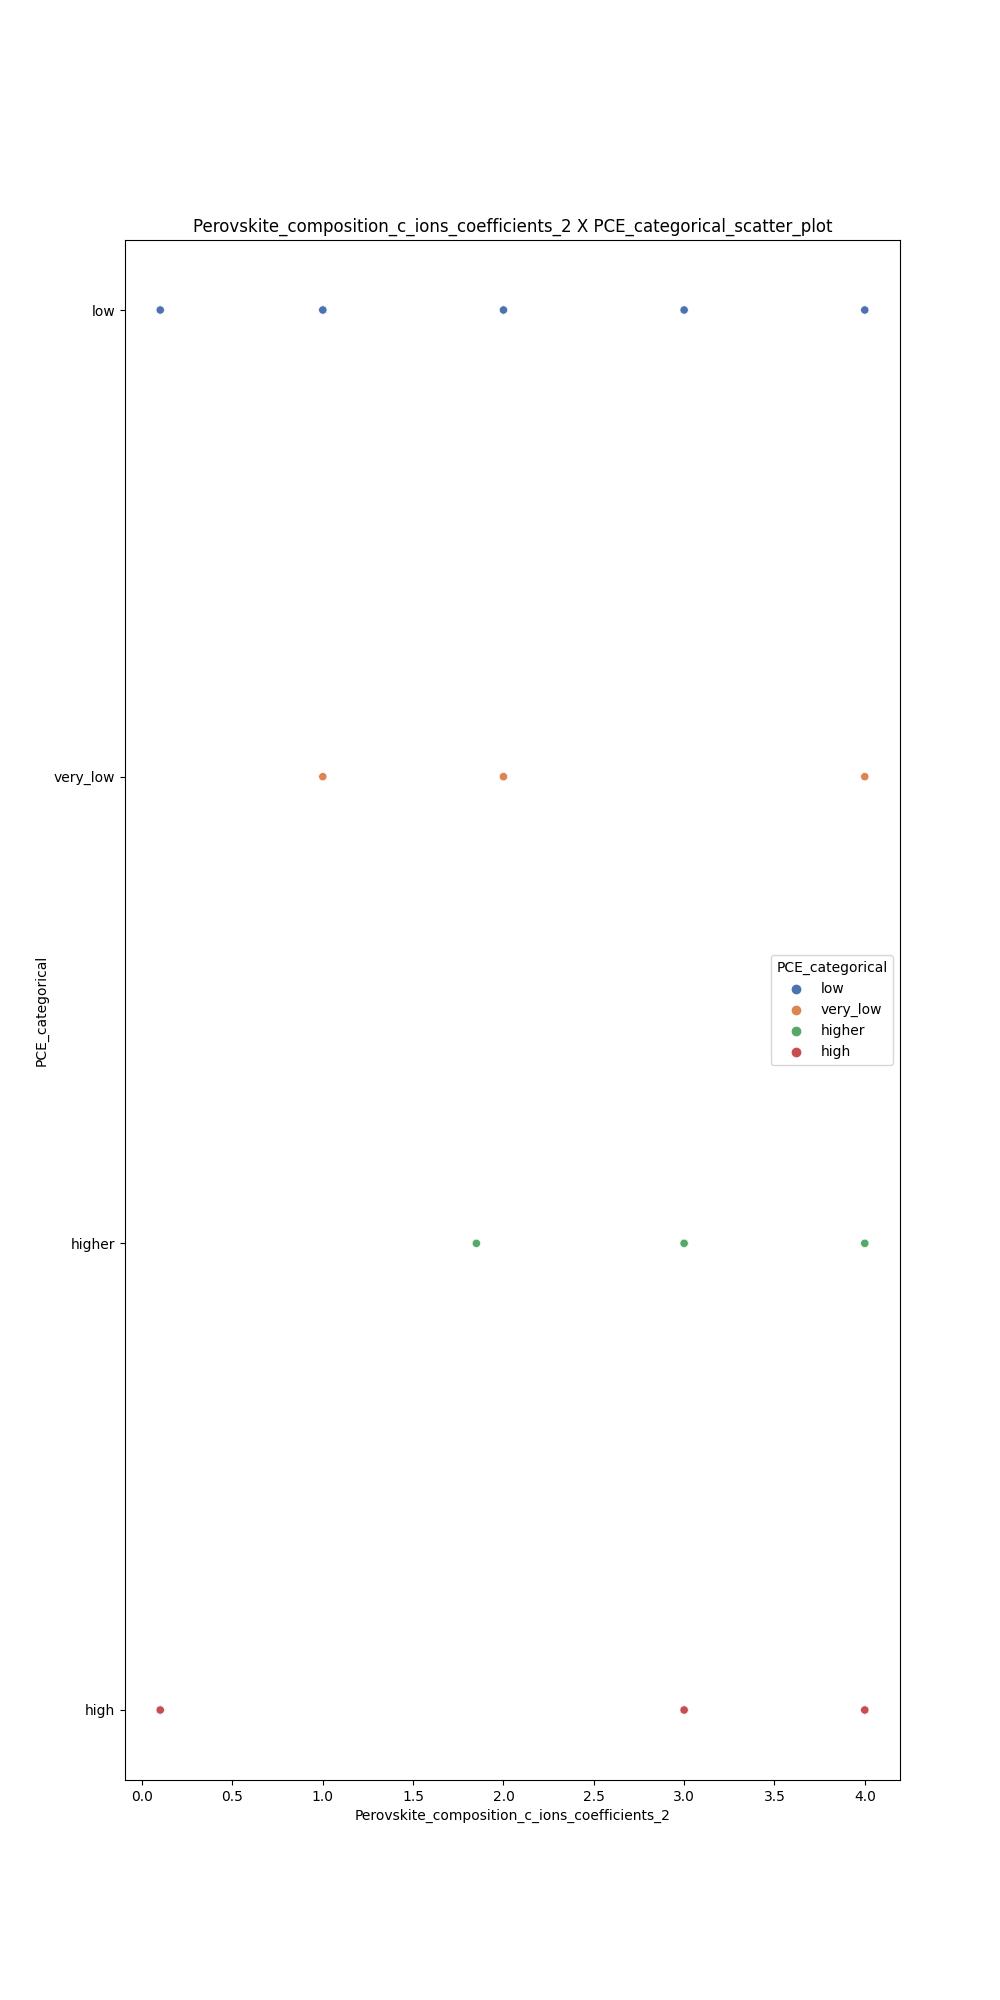 Perovskite_composition_c_ions_coefficients_2 X PCE_categorical_scatter_plot
low
very_low
higher
high
PCE_categorical
PCE_categorical
low
very_low
higher
high
0.0 0.5 1.0 1.5 2.0 2.5 3.0 3.5 4.0
Perovskite_composition_c_ions_coefficients_2